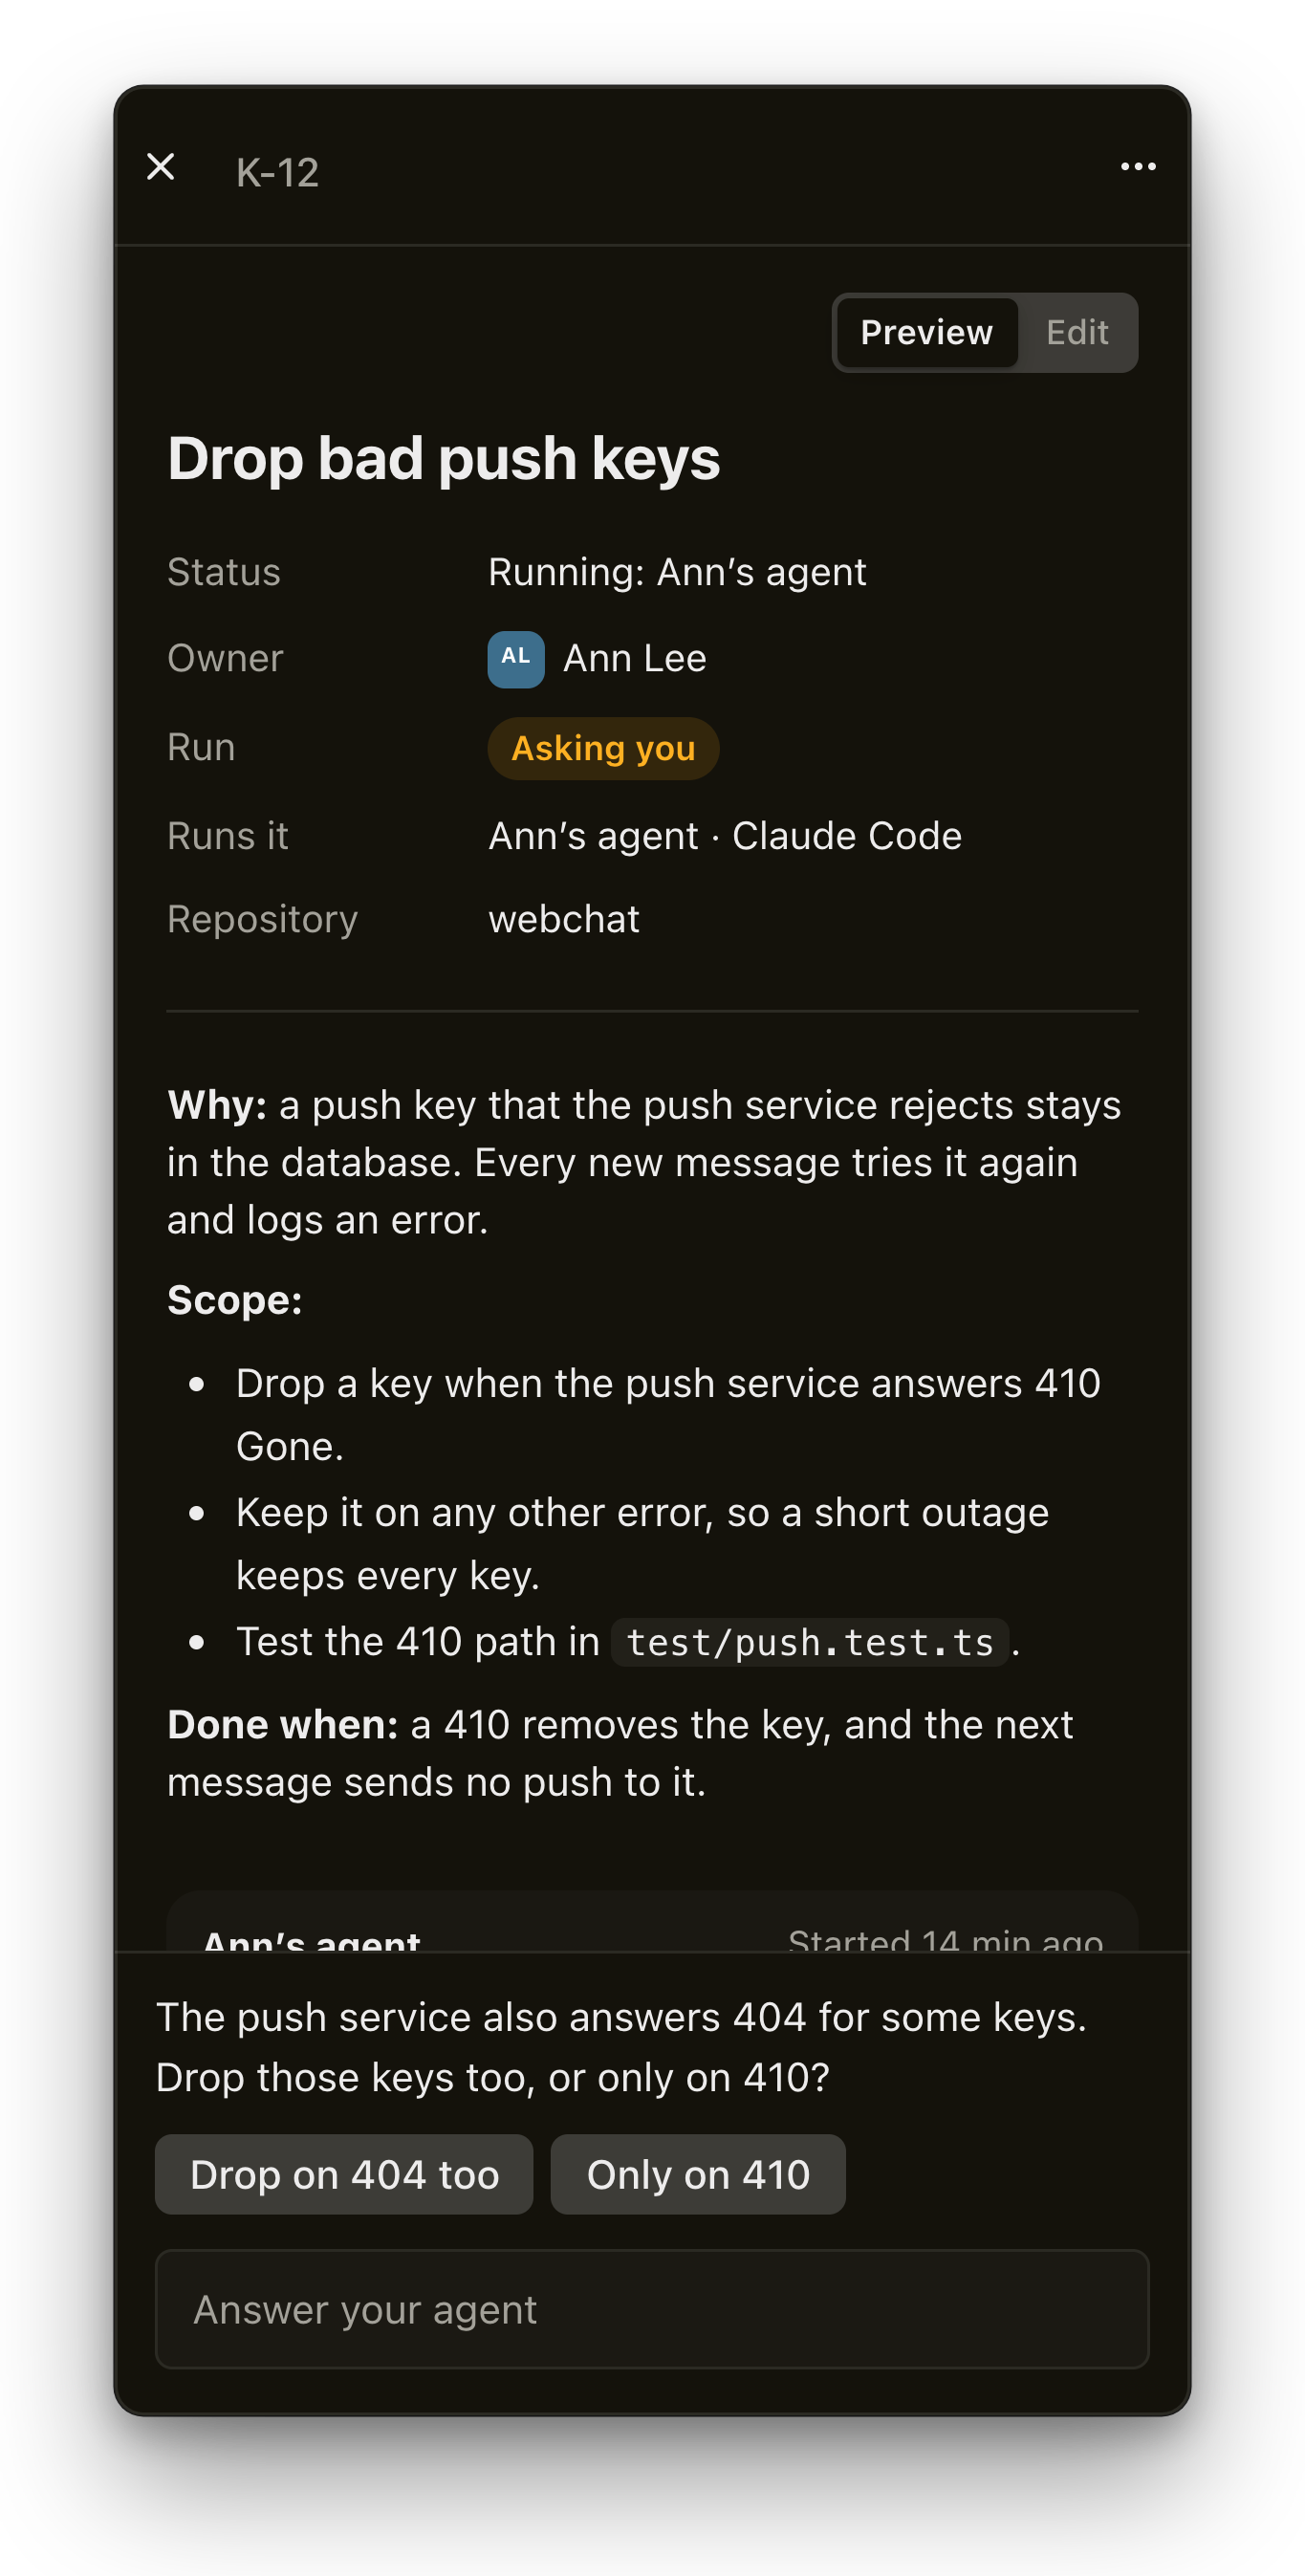 K-12
Preview Edit
Drop bad push keys
Status Running: Ann’s agent
Owner AL Ann Lee
Run Asking you
Runs it Ann’s agent · Claude Code
Repository webchat
Why: a push key that the push service rejects stays
in the database. Every new message tries it again
and logs an error.
Scope:
• Drop a key when the push service answers 410
Gone.
• Keep it on any other error, so a short outage
keeps every key.
• Test the 410 path in test/push.test.ts.
Done when: a 410 removes the key, and the next
message sends no push to it.
Ann’s agent Started 14 min ago
The push service also answers 404 for some keys.
Drop those keys too, or only on 410?
Drop on 404 too Only on 410
Answer your agent